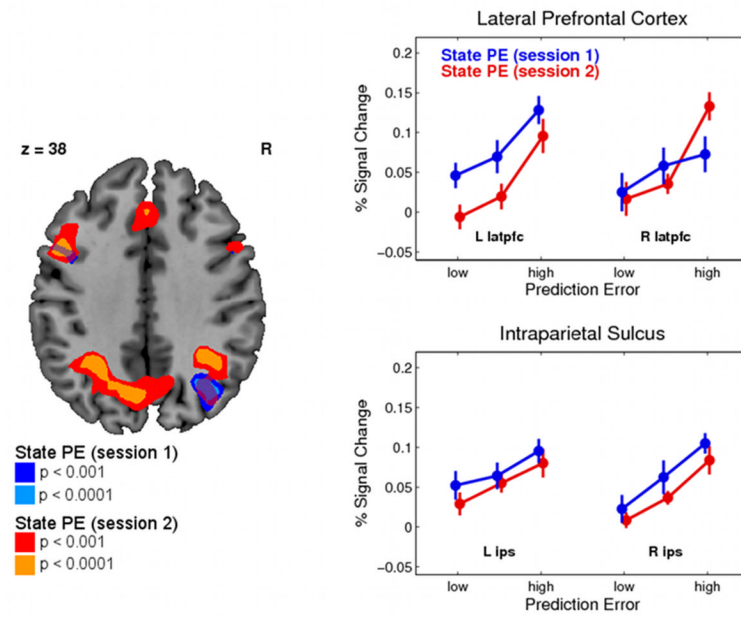 z = 38
R
State PE (session 1)
p < 0.001
p < 0.0001
State PE (session 2)
p < 0.001
p < 0.0001
Lateral Prefrontal Cortex
State PE (session 1)
State PE (session 2)
% Signal Change
0.2
0.15
0.1
0.05
0
-0.05
L latpfc
R latpfc
low
high
low
high
Prediction Error
Intraparietal Sulcus
% Signal Change
0.2
0.15
0.1
0.05
0
-0.05
L ips
R ips
low
high
low
high
Prediction Error